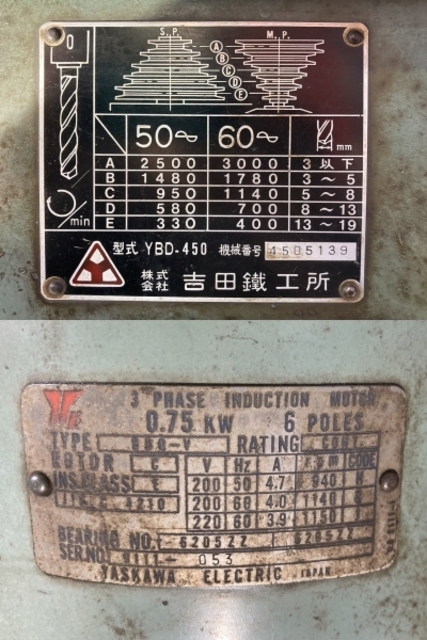 S.P. M.P.
A
B
C
D
E
50~ 60~ mm
A 2500 3000 3以下
B 1480 1780 3~5
C 950 1140 5~8
D 580 700 8~13
E 330 400 13~19
/min
型式 YBD-450 機械番号 4505139
株式会社 吉田鐵工所
3 PHASE INDUCTION MOTOR
0.75 KW 6 POLES
TYPE RATING CONT
ROTOR C V Hz A CODE
INS.CLASS E 200 50 4.7 940 H
200 60 4.0 1140
220 60 3.9 1150
BEARING NO. 6205ZZ 6205ZZ
SER.NO. 053
YASKAWA ELECTRIC JAPAN